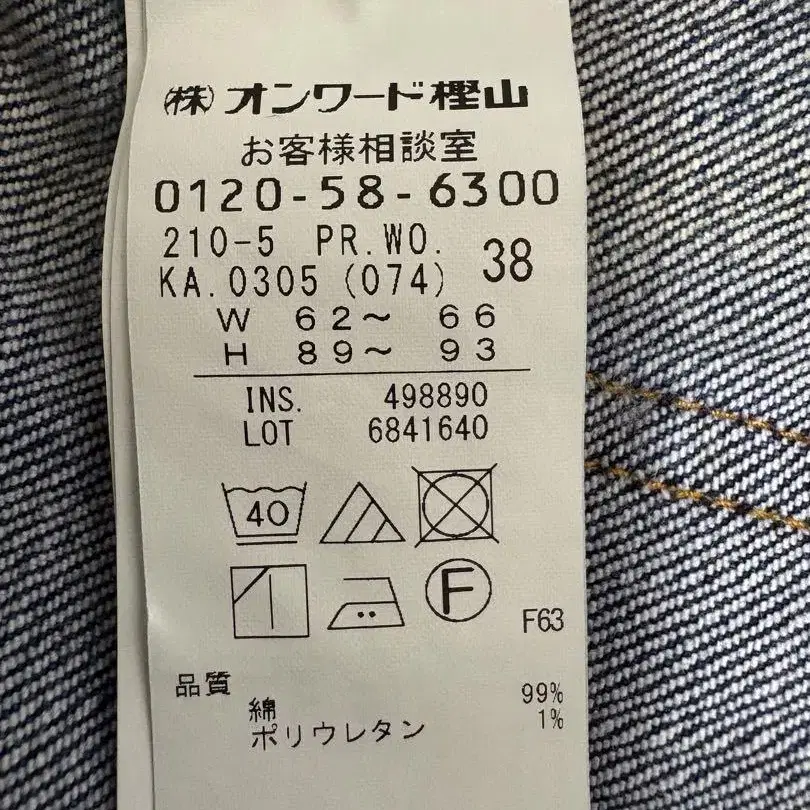 (株)オンワード樫山
お客様相談室
0120-58-6300
210-5 PR.WO. 38
KA.0305 (074)
W 62～ 66
H 89～ 93
INS. 498890
LOT 6841640
40
F
F63
品質
綿 99%
ポリウレタン 1%